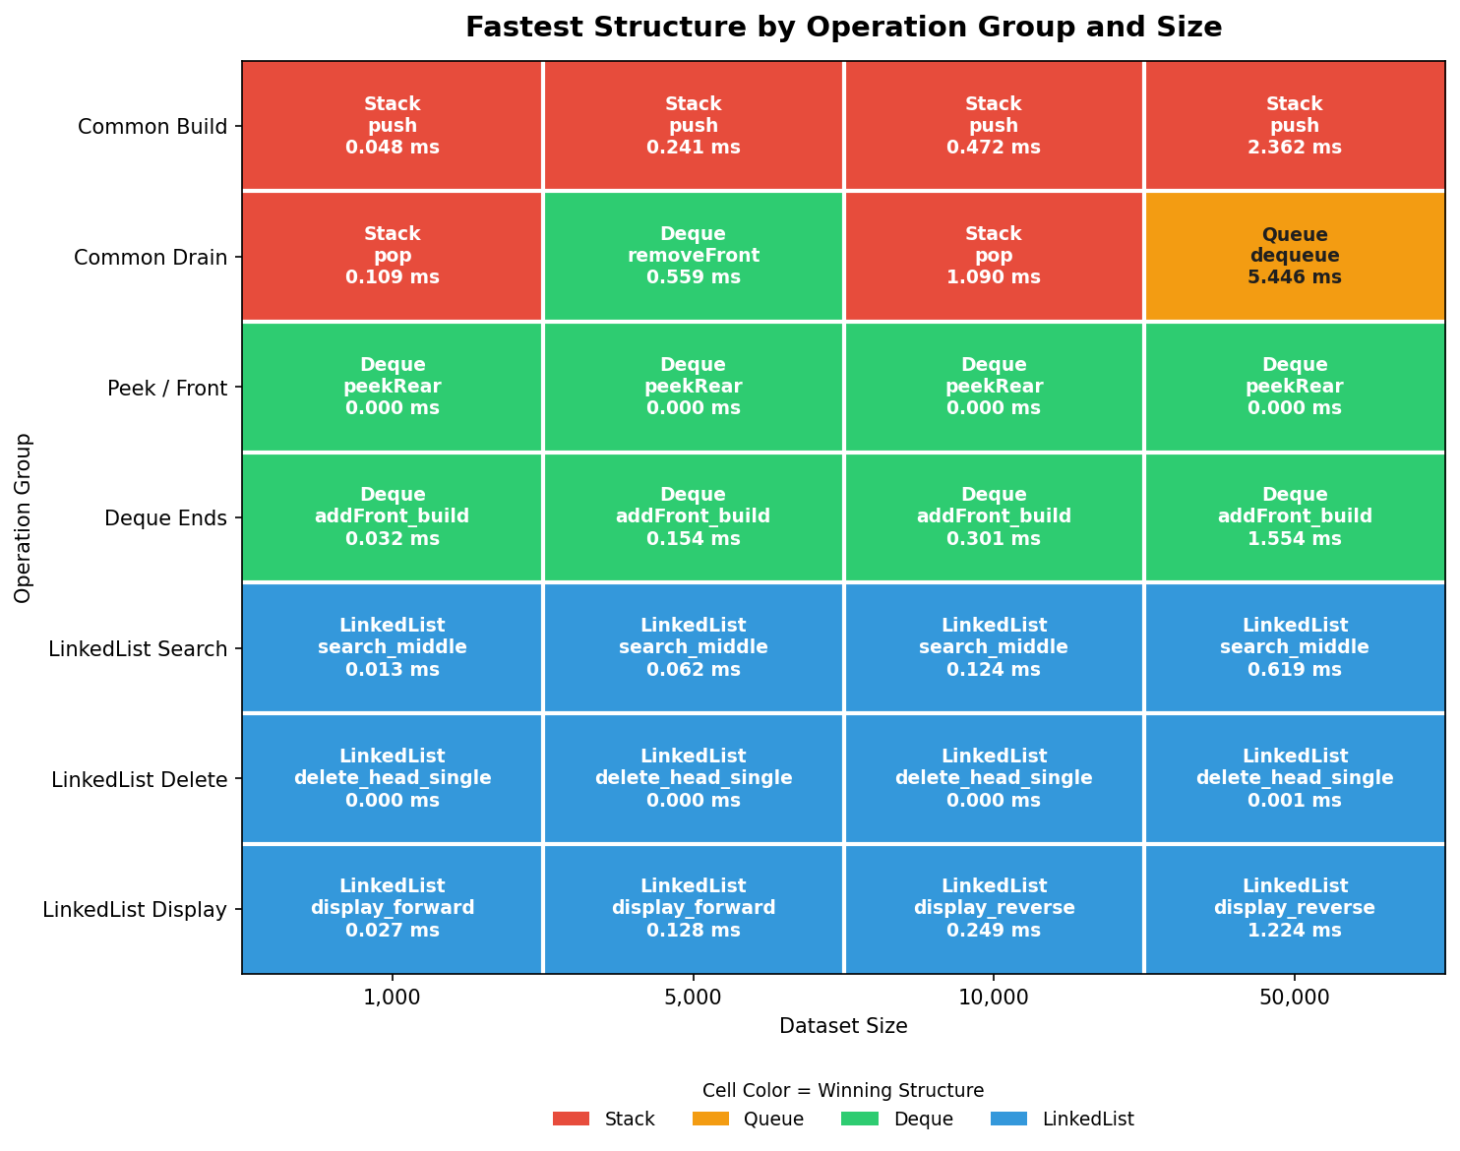 Fastest Structure by Operation Group and Size
Operation Group
Common Build
Stack
push
0.048 ms
Stack
push
0.241 ms
Stack
push
0.472 ms
Stack
push
2.362 ms
Common Drain
Stack
pop
0.109 ms
Deque
removeFront
0.559 ms
Stack
pop
1.090 ms
Queue
dequeue
5.446 ms
Peek / Front
Deque
peekRear
0.000 ms
Deque
peekRear
0.000 ms
Deque
peekRear
0.000 ms
Deque
peekRear
0.000 ms
Deque Ends
Deque
addFront_build
0.032 ms
Deque
addFront_build
0.154 ms
Deque
addFront_build
0.301 ms
Deque
addFront_build
1.554 ms
LinkedList Search
LinkedList
search_middle
0.013 ms
LinkedList
search_middle
0.062 ms
LinkedList
search_middle
0.124 ms
LinkedList
search_middle
0.619 ms
LinkedList Delete
LinkedList
delete_head_single
0.000 ms
LinkedList
delete_head_single
0.000 ms
LinkedList
delete_head_single
0.000 ms
LinkedList
delete_head_single
0.001 ms
LinkedList Display
LinkedList
display_forward
0.027 ms
LinkedList
display_forward
0.128 ms
LinkedList
display_reverse
0.249 ms
LinkedList
display_reverse
1.224 ms
1,000 5,000 10,000 50,000
Dataset Size
Cell Color = Winning Structure
Stack Queue Deque LinkedList